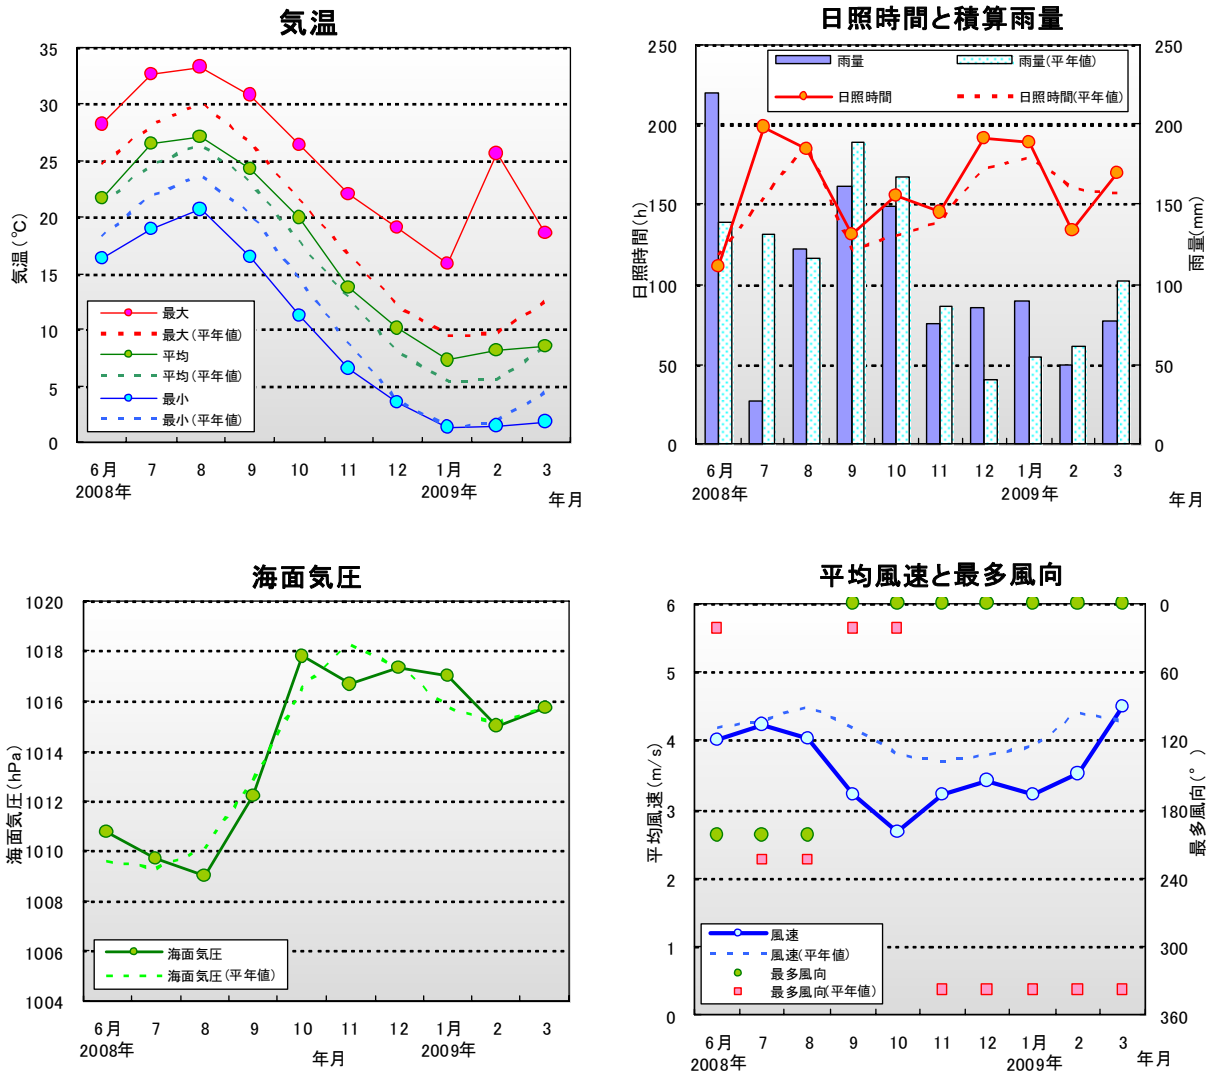 気温
35
30
25
20
15
10
5
0
気温(℃)
最大
最大(平年値)
平均
平均(平年値)
最小
最小(平年値)
6月 7 8 9 10 11 12 1月 2 3
2008年 2009年
年月
日照時間と積算雨量
250 250
200 200
150 150
100 100
50 50
0 0
日照時間(h)
雨量(mm)
雨量 雨量(平年値)
日照時間 日照時間(平年値)
6月 7 8 9 10 11 12 1月 2 3
2008年 2009年
年月
海面気圧
1020
1018
1016
1014
1012
1010
1008
1006
1004
海面気圧(hPa)
海面気圧
海面気圧(平年値)
6月 7 8 9 10 11 12 1月 2 3
2008年 年月 2009年
平均風速と最多風向
6 0
5 60
4 120
3 180
2 240
1 300
0 360
平均風速(m/s)
最多風向(°)
風速
風速(平年値)
最多風向
最多風向(平年値)
6月 7 8 9 10 11 12 1月 2 3
2008年 2009年 年月